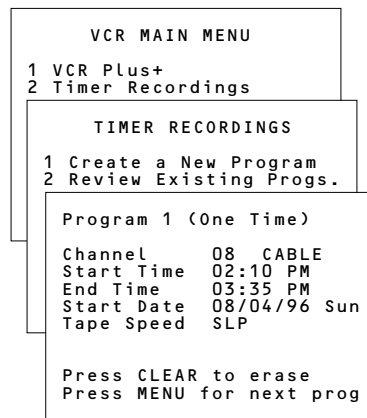 VCR MAIN MENU
1 VCR Plus+
2 Timer Recordings
TIMER RECORDINGS
1 Create a New Program
2 Review Existing Progs.
Program 1 (One Time)
Channel 08 CABLE
Start Time 02:10 PM
End Time 03:35 PM
Start Date 08/04/96 Sun
Tape Speed SLP
Press CLEAR to erase
Press MENU for next prog